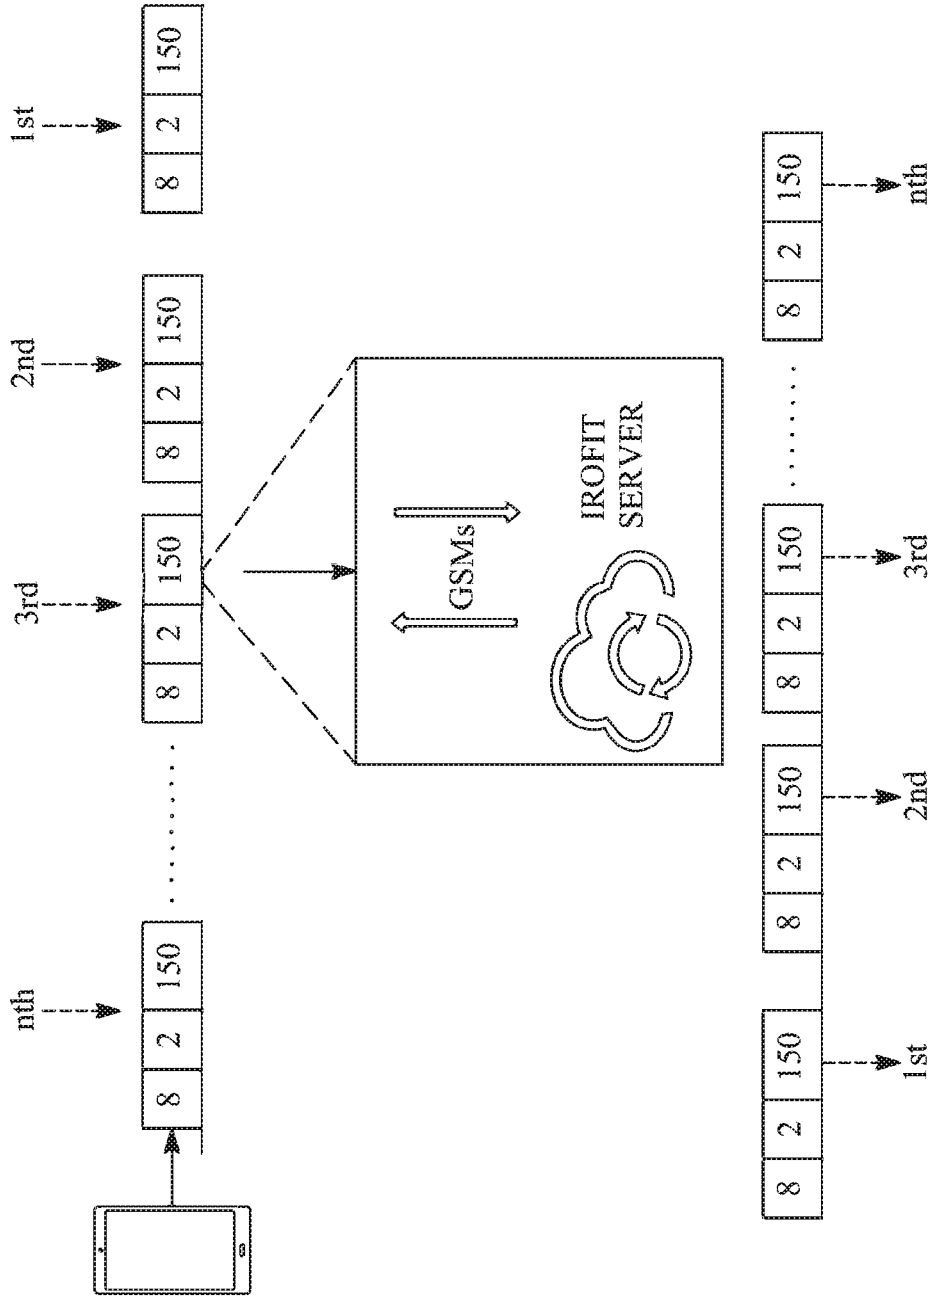 nth 3rd 2nd 1st
8 2 150 ....... 8 2 150 8 2 150 8 2 150
GSMs
IROFIT
SERVER
8 2 150 8 2 150 8 2 150 ...... 8 2 150
1st 2nd 3rd nth